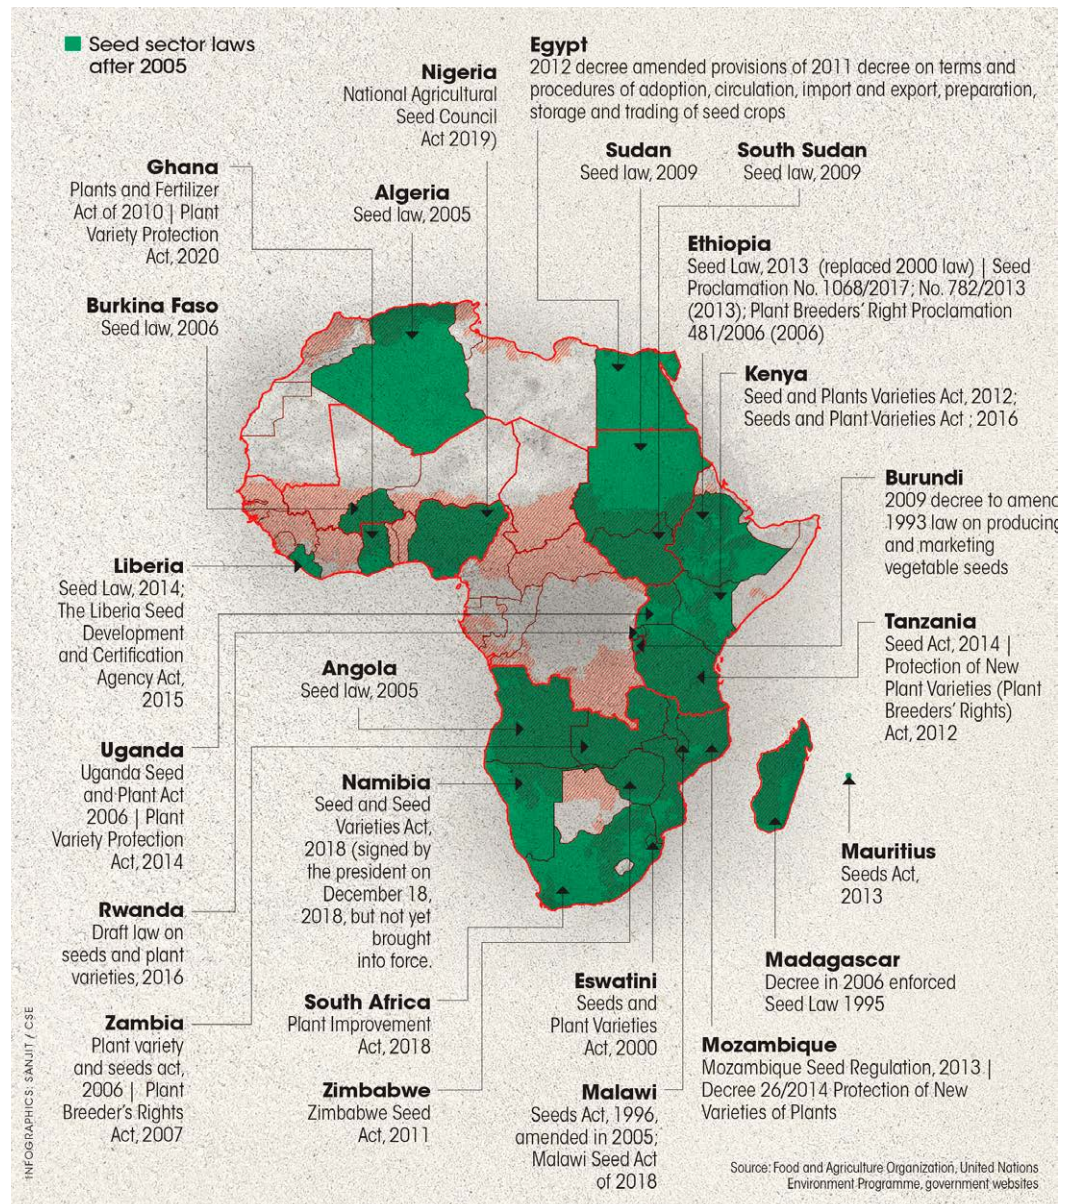 Seed sector laws
after 2005
Nigeria
National Agricultural
Seed Council
Act 2019)
Egypt
2012 decree amended provisions of 2011 decree on terms and
procedures of adoption, circulation, import and export, preparation,
storage and trading of seed crops
Sudan
Seed law, 2009
South Sudan
Seed law, 2009
Ghana
Plants and Fertilizer
Act of 2010 | Plant
Variety Protection
Act, 2020
Algeria
Seed law, 2005
Ethiopia
Seed Law, 2013 (replaced 2000 law) | Seed
Proclamation No. 1068/2017; No. 782/2013
(2013); Plant Breeders' Right Proclamation
481/2006 (2006)
Burkina Faso
Seed law, 2006
Kenya
Seed and Plants Varieties Act, 2012;
Seeds and Plant Varieties Act ; 2016
Burundi
2009 decree to amend
1993 law on producing
and marketing
vegetable seeds
Liberia
Seed Law, 2014;
The Liberia Seed
Development
and Certification
Agency Act,
2015
Tanzania
Seed Act, 2014 |
Protection of New
Plant Varieties (Plant
Breeders' Rights)
Act, 2012
Angola
Seed law, 2005
Uganda
Uganda Seed
and Plant Act
2006 | Plant
Variety Protection
Act, 2014
Namibia
Seed and Seed
Varieties Act,
2018 (signed by
the president on
December 18,
2018, but not yet
brought
into force.
Mauritius
Seeds Act,
2013
Rwanda
Draft law on
seeds and plant
varieties, 2016
Madagascar
Decree in 2006 enforced
Seed Law 1995
South Africa
Plant Improvement
Act, 2018
Eswatini
Seeds and
Plant Varieties
Act, 2000
Zambia
Plant variety
and seeds act,
2006 | Plant
Breeder's Rights
Act, 2007
Mozambique
Mozambique Seed Regulation, 2013 |
Decree 26/2014 Protection of New
Varieties of Plants
Zimbabwe
Zimbabwe Seed
Act, 2011
Malawi
Seeds Act, 1996,
amended in 2005;
Malawi Seed Act
of 2018
INFOGRAPHICS: SANJIT / CSE
Source: Food and Agriculture Organization, United Nations
Environment Programme, government websites